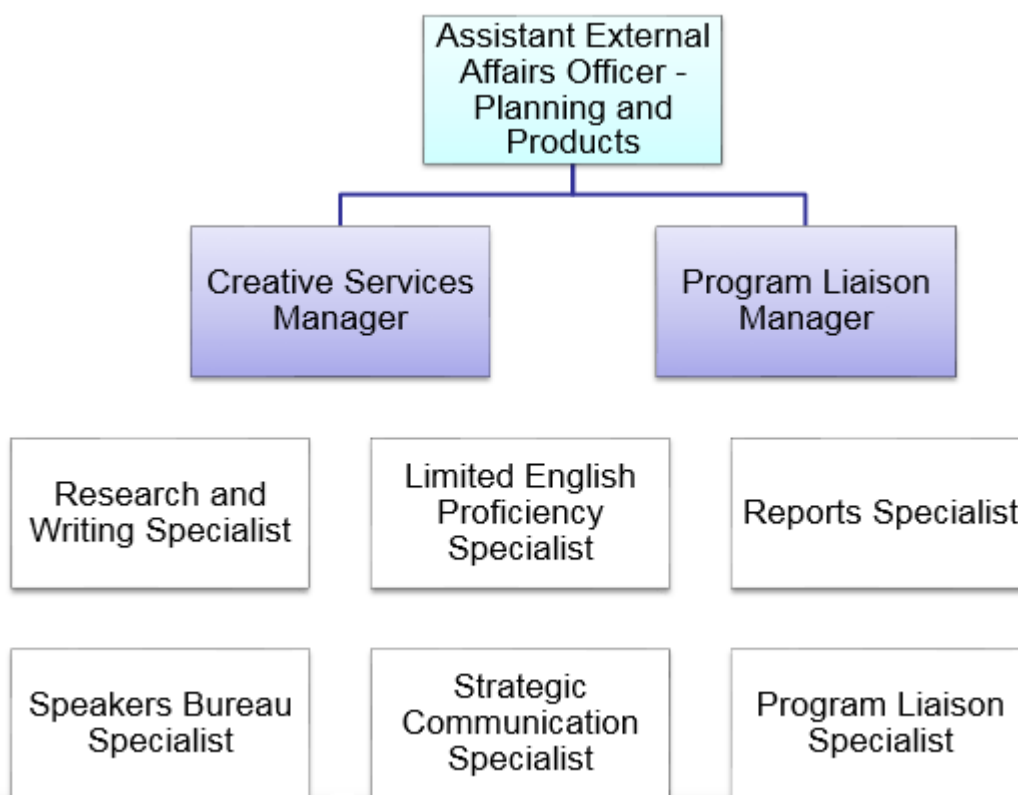 Assistant External
Affairs Officer -
Planning and
Products
Creative Services
Manager
Program Liaison
Manager
Research and
Writing Specialist
Limited English
Proficiency
Specialist
Reports Specialist
Speakers Bureau
Specialist
Strategic
Communication
Specialist
Program Liaison
Specialist